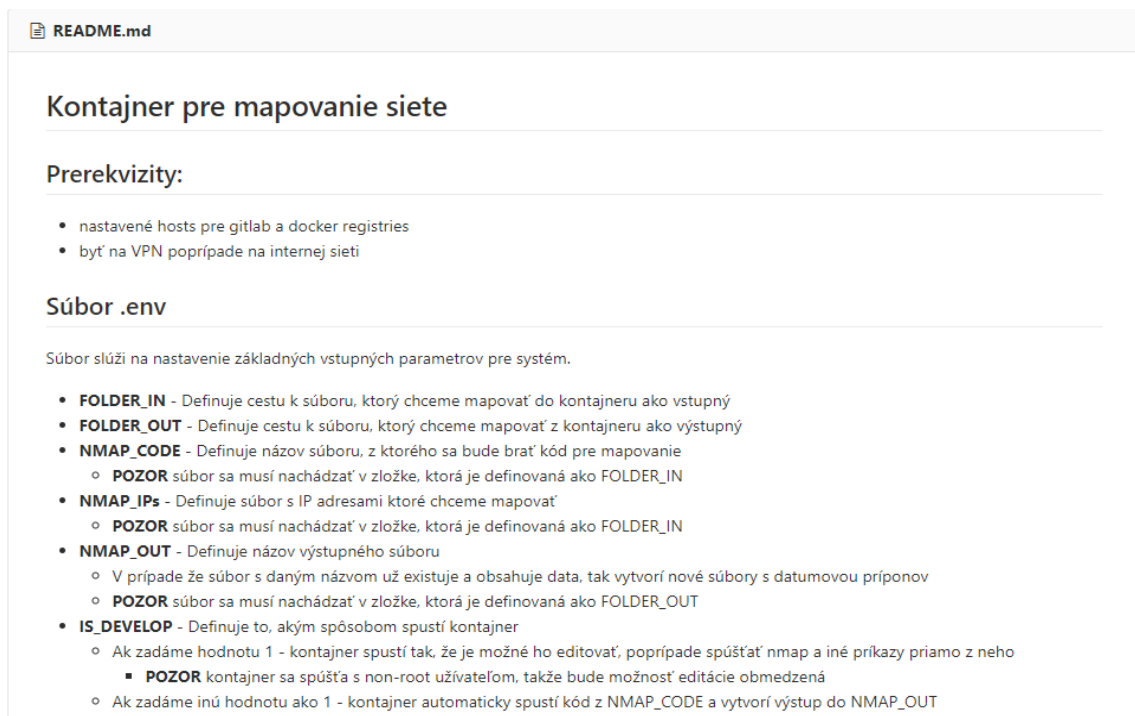 README.md
Kontajner pre mapovanie siete
Prerekvizity:
nastavené hosts pre gitlab a docker registries
byť na VPN poprípade na internej sieti
Súbor .env
Súbor slúži na nastavenie základných vstupných parametrov pre systém.
FOLDER_IN - Definuje cestu k súboru, ktorý chceme mapovať do kontajneru ako vstupný
FOLDER_OUT - Definuje cestu k súboru, ktorý chceme mapovať z kontajneru ako výstupný
NMAP_CODE - Definuje názov súboru, z ktorého sa bude brať kód pre mapovanie
POZOR súbor sa musí nachádzať v zložke, ktorá je definovaná ako FOLDER_IN
NMAP_IPs - Definuje súbor s IP adresami ktoré chceme mapovať
POZOR súbor sa musí nachádzať v zložke, ktorá je definovaná ako FOLDER_IN
NMAP_OUT - Definuje názov výstupného súboru
V prípade že súbor s daným názvom už existuje a obsahuje data, tak vytvorí nové súbory s datumovou príponov
POZOR súbor sa musí nachádzať v zložke, ktorá je definovaná ako FOLDER_OUT
IS_DEVELOP - Definuje to, akým spôsobom spustí kontajner
Ak zadáme hodnotu 1 - kontajner spustí tak, že je možné ho editovať, poprípade spúšťať nmap a iné príkazy priamo z neho
POZOR kontajner sa spúšťa s non-root užívateľom, takže bude možnosť editácie obmedzená
Ak zadáme inú hodnotu ako 1 - kontajner automaticky spustí kód z NMAP_CODE a vytvorí výstup do NMAP_OUT